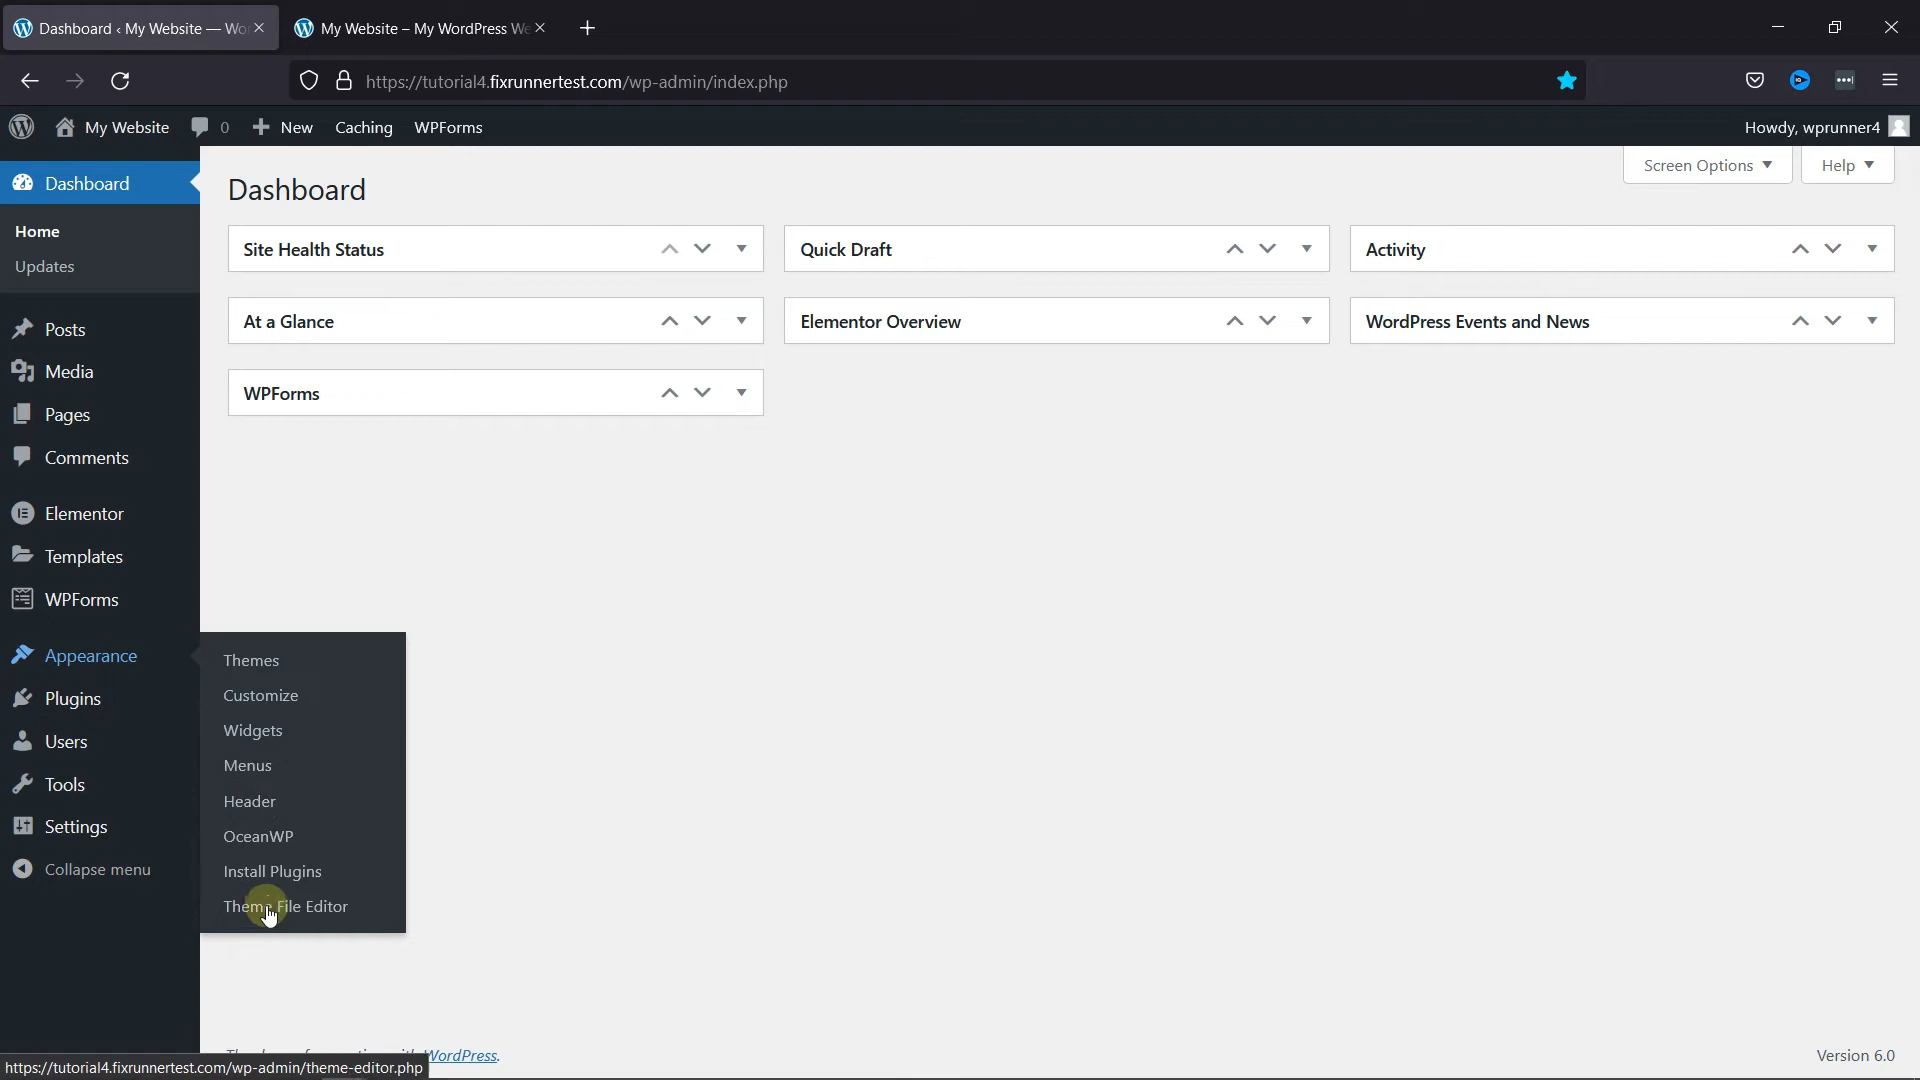 Dashboard ‹ My Website — Wo
My Website – My WordPress We
https://tutorial4.fixrunnertest.com/wp-admin/index.php
My Website
0
New
Caching
WPForms
Howdy, wprunner4
Dashboard
Home
Updates
Posts
Media
Pages
Comments
Elementor
Templates
WPForms
Appearance
Plugins
Users
Tools
Settings
Collapse menu
Themes
Customize
Widgets
Menus
Header
OceanWP
Install Plugins
Theme File Editor
Dashboard
Screen Options
Help
Site Health Status
Quick Draft
Activity
At a Glance
Elementor Overview
WordPress Events and News
WPForms
WordPress.
Version 6.0
https://tutorial4.fixrunnertest.com/wp-admin/theme-editor.php